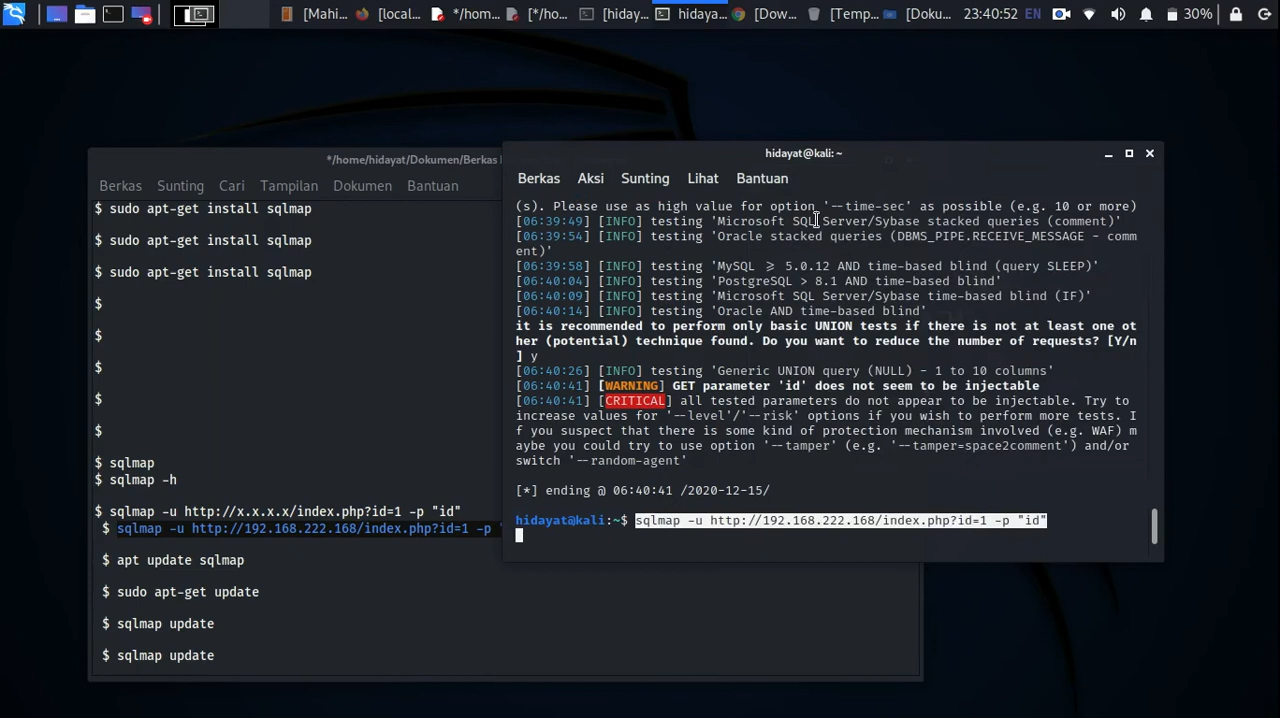 [Mahi...
[local...
*/hom...
[*/ho...
[hiday...
hiday...
[Dow...
[Temp...
[Doku...
23:40:52
EN
30%
*/home/hidayat/Dokumen/Berkas
Berkas Sunting Cari Tampilan Dokumen Bantuan
$ sudo apt-get install sqlmap
$ sudo apt-get install sqlmap
$ sudo apt-get install sqlmap
$
$
$
$
$
$ sqlmap
$ sqlmap -h
$ sqlmap -u http://x.x.x.x/index.php?id=1 -p "id"
$ sqlmap -u http://192.168.222.168/index.php?id=1 -p "
$ apt update sqlmap
$ sudo apt-get update
$ sqlmap update
$ sqlmap update
hidayat@kali: ~
Berkas Aksi Sunting Lihat Bantuan
(s). Please use as high value for option '--time-sec' as possible (e.g. 10 or more)
[06:39:49] [INFO] testing 'Microsoft SQL Server/Sybase stacked queries (comment)'
[06:39:54] [INFO] testing 'Oracle stacked queries (DBMS_PIPE.RECEIVE_MESSAGE - comm
ent)'
[06:39:58] [INFO] testing 'MySQL ≥ 5.0.12 AND time-based blind (query SLEEP)'
[06:40:04] [INFO] testing 'PostgreSQL > 8.1 AND time-based blind'
[06:40:09] [INFO] testing 'Microsoft SQL Server/Sybase time-based blind (IF)'
[06:40:14] [INFO] testing 'Oracle AND time-based blind'
it is recommended to perform only basic UNION tests if there is not at least one ot
her (potential) technique found. Do you want to reduce the number of requests? [Y/n
] y
[06:40:26] [INFO] testing 'Generic UNION query (NULL) - 1 to 10 columns'
[06:40:41] [WARNING] GET parameter 'id' does not seem to be injectable
[06:40:41] [CRITICAL] all tested parameters do not appear to be injectable. Try to
increase values for '--level'/'--risk' options if you wish to perform more tests. I
f you suspect that there is some kind of protection mechanism involved (e.g. WAF) m
aybe you could try to use option '--tamper' (e.g. '--tamper=space2comment') and/or
switch '--random-agent'
[*] ending @ 06:40:41 /2020-12-15/
hidayat@kali:~$ sqlmap -u http://192.168.222.168/index.php?id=1 -p "id"